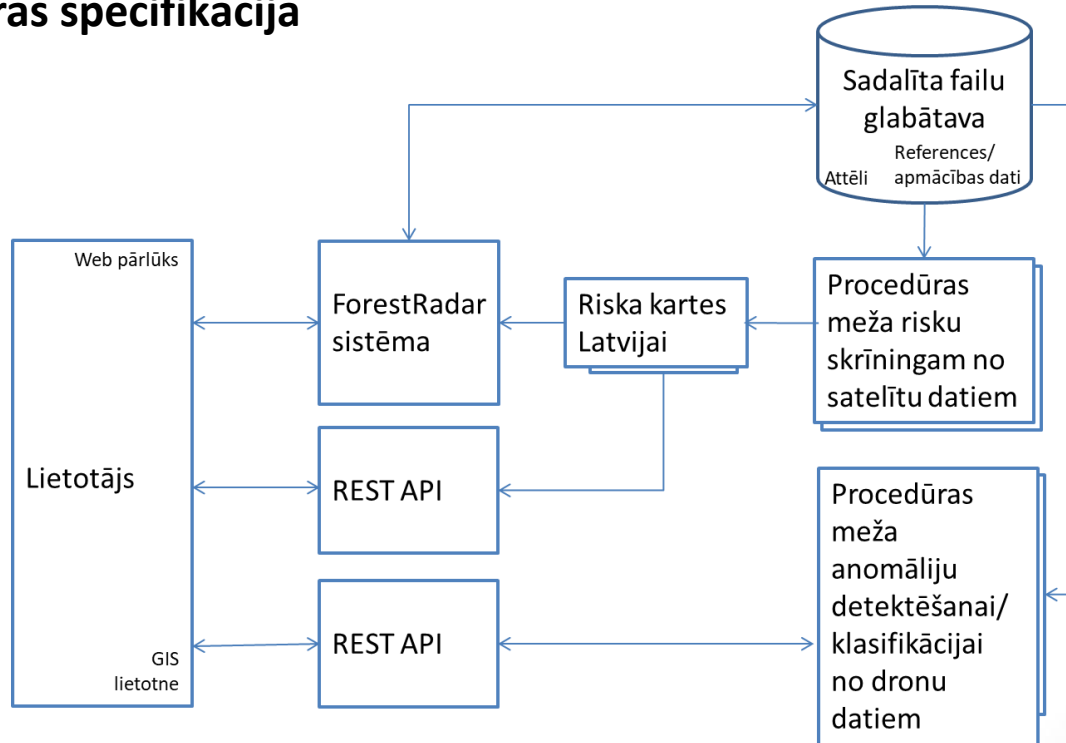 specifikācija
Sadalīta failu
glabātava
References/
Attēli apmācības dati
Web pārlūks
ForestRadar
sistēma
Riska kartes
Latvijai
Procedūras
meža risku
skrīningam no
satelītu datiem
Lietotājs
REST API
Procedūras
meža
anomāliju
detektēšanai/
klasifikācijai
no dronu
datiem
REST API
GIS
lietotne